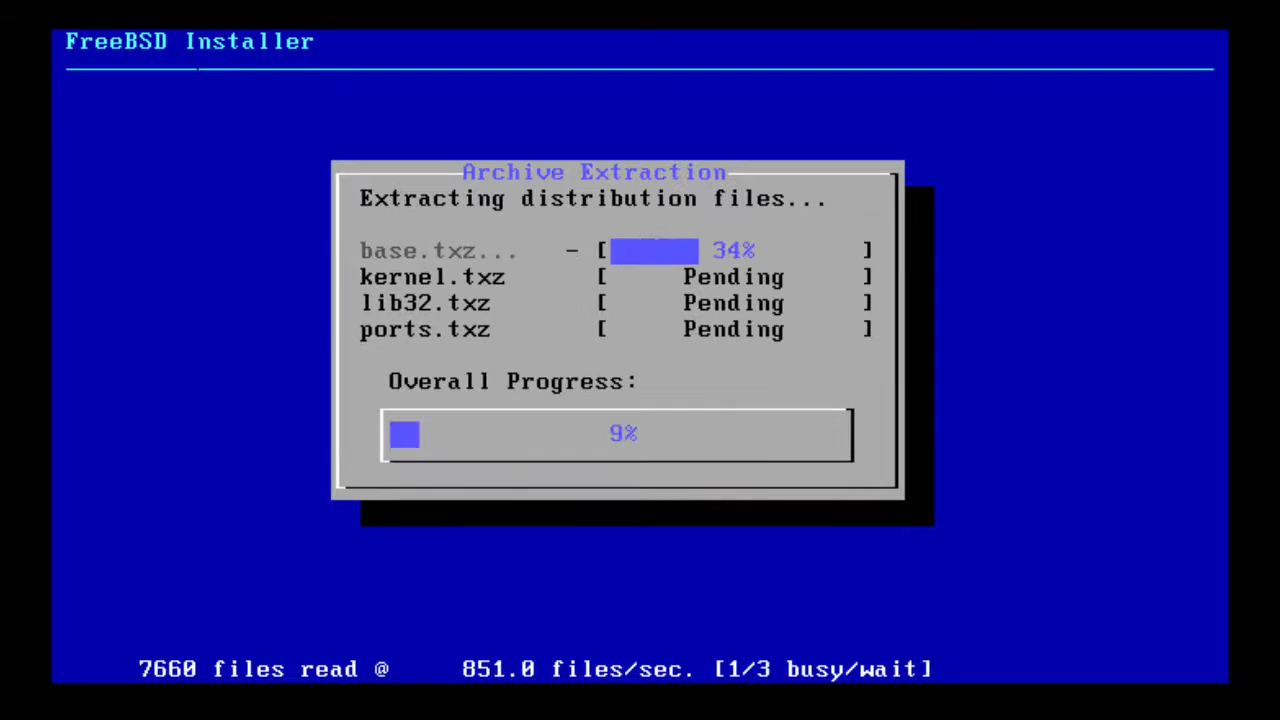 FreeBSD Installer
Archive Extraction
Extracting distribution files...
base.txz... - [ 34% ]
kernel.txz [ Pending ]
lib32.txz [ Pending ]
ports.txz [ Pending ]
Overall Progress:
9%
7660 files read @ 851.0 files/sec. [1/3 busy/wait]